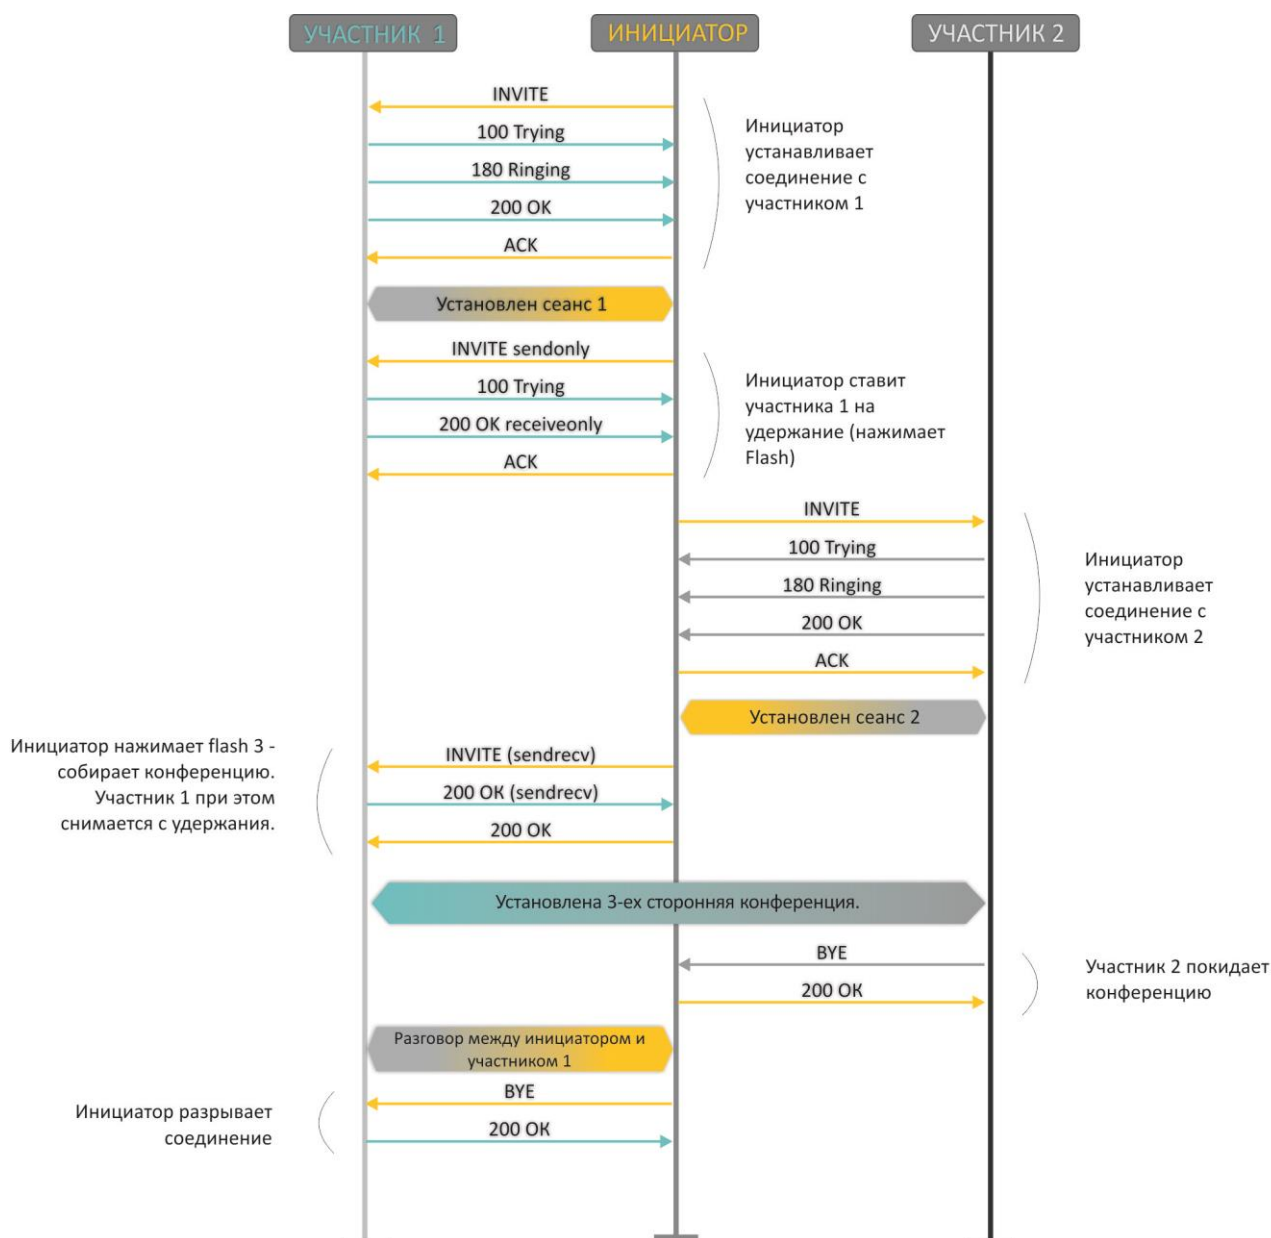 УЧАСТНИК 1
ИНИЦИАТОР
УЧАСТНИК 2
INVITE
100 Trying
180 Ringing
200 OK
ACK
Инициатор
устанавливает
соединение с
участником 1
Установлен сеанс 1
INVITE sendonly
100 Trying
200 OK receiveonly
ACK
Инициатор ставит
участника 1 на
удержание (нажимает
Flash)
INVITE
100 Trying
180 Ringing
200 OK
ACK
Инициатор
устанавливает
соединение с
участником 2
Установлен сеанс 2
Инициатор нажимает flash 3 -
собирает конференцию.
Участник 1 при этом
снимается с удержания.
INVITE (sendrecv)
200 OK (sendrecv)
200 OK
Установлена 3-ех сторонняя конференция.
BYE
200 OK
Участник 2 покидает
конференцию
Разговор между инициатором и
участником 1
Инициатор разрывает
соединение
BYE
200 OK